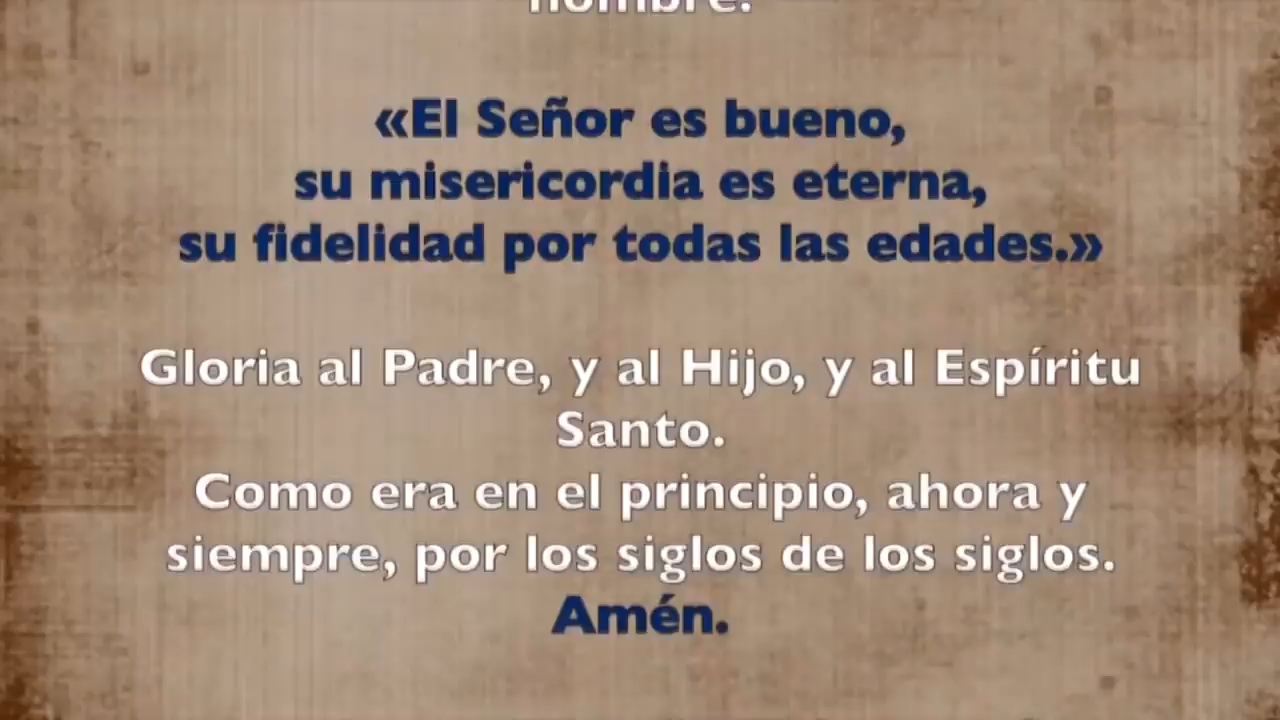 nombre.
«El Señor es bueno,
su misericordia es eterna,
su fidelidad por todas las edades.»
Gloria al Padre, y al Hijo, y al Espíritu
Santo.
Como era en el principio, ahora y
siempre, por los siglos de los siglos.
Amén.